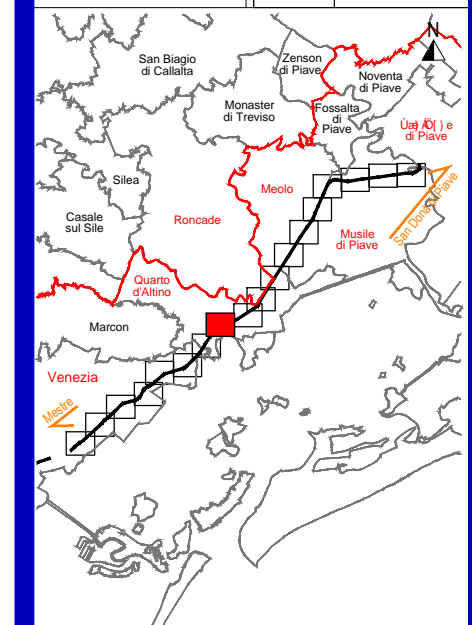 N
San Biagio
di Callalta
Zenson
di Piave
Noventa
di Piave
Monaster
di Treviso
Fossalta
di
Piave
di Piave
Silea
Meolo
San Dona di Piave
Casale
sul Sile
Roncade
Musile
di Piave
Quarto
d'Altino
Marcon
Venezia
Mestre